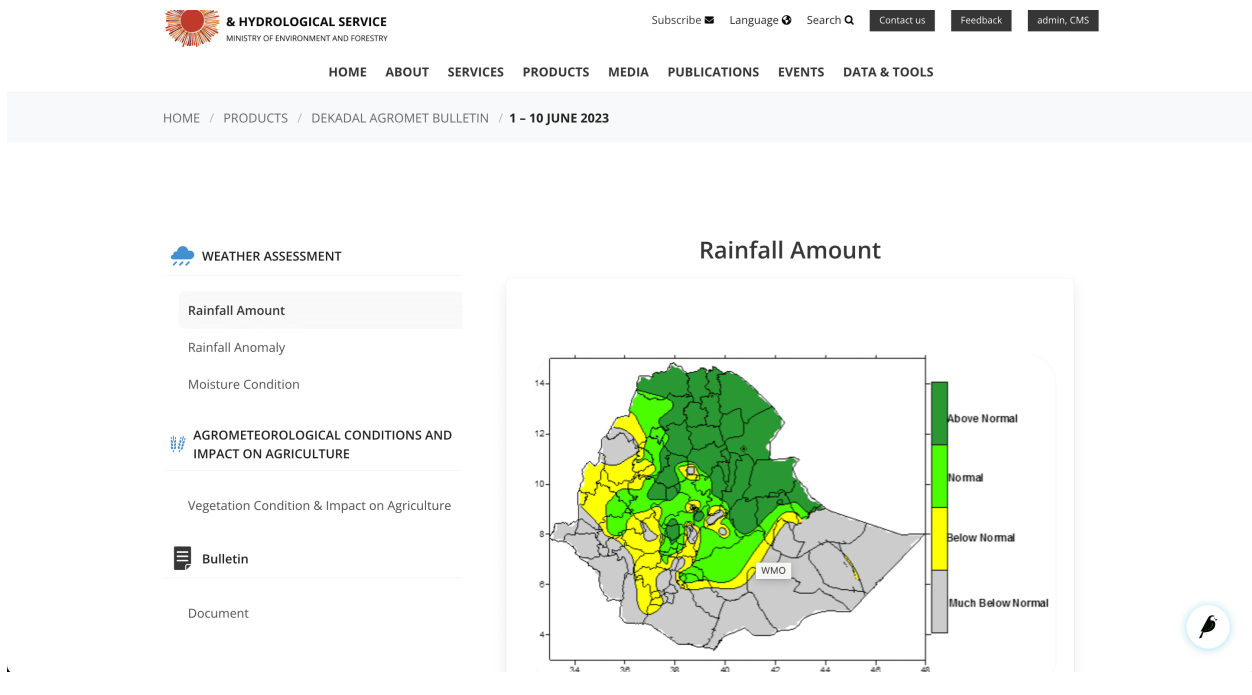 & HYDROLOGICAL SERVICE
MINISTRY OF ENVIRONMENT AND FORESTRY
Subscribe Language Search Contact us Feedback admin, CMS
HOME ABOUT SERVICES PRODUCTS MEDIA PUBLICATIONS EVENTS DATA & TOOLS
HOME / PRODUCTS / DEKADAL AGROMET BULLETIN / 1 – 10 JUNE 2023
WEATHER ASSESSMENT
Rainfall Amount
Rainfall Anomaly
Moisture Condition
AGROMETEOROLOGICAL CONDITIONS AND
IMPACT ON AGRICULTURE
Vegetation Condition & Impact on Agriculture
Bulletin
Document
Rainfall Amount
14
12
10
8
6
4
34 36 38 40 42 44 46 48
WMO
Above Normal
Normal
Below Normal
Much Below Normal